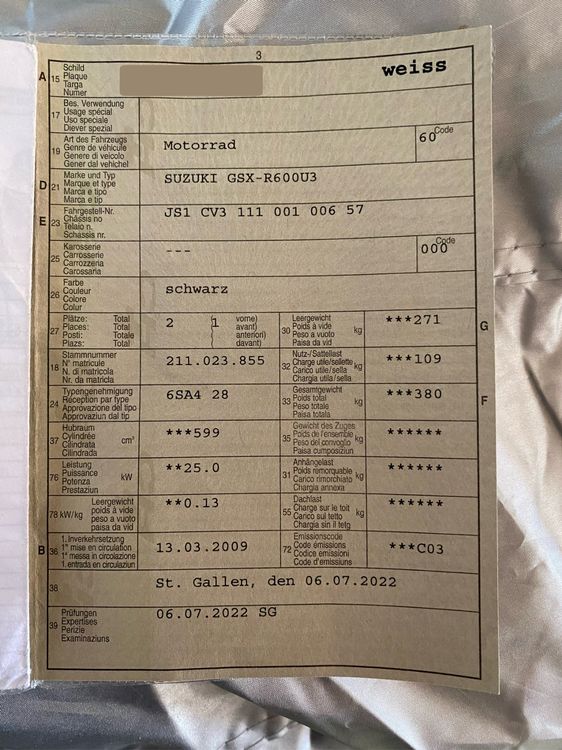 3
A 15 Schild
Plaque
Targa
Numer
weiss
17 Bes. Verwendung
Usage spécial
Uso speciale
Diever spezial
19 Art des Fahrzeugs
Genre de véhicule
Genere di veicolo
Gener dal vehichel
Motorrad
Code
60
D 21 Marke und Typ
Marque et type
Marca e tipo
Marca e tip
SUZUKI GSX-R600U3
E 23 Fahrgestell-Nr.
Châssis no
Telaio n.
Schassis nr.
JS1 CV3 111 001 006 57
25 Karosserie
Carrosserie
Carrozzeria
Carossaria
---
Code
000
26 Farbe
Couleur
Colore
Colur
schwarz
27 Plätze: Total
Places: Total
Posti: Totale
Plazs: Total
2 1 vorne)
avant)
anteriori)
davant)
30 Leergewicht
Poids à vide
Peso a vuoto
Paisa da vid
kg
***271
G
18 Stammnummer
N° matricule
N. di matricola
Nr. da matricla
211.023.855
32 Nutz-/Sattellast
Charge utile/sellette
Carico utile/sella
Chargia utila/sella
kg
***109
24 Typengenehmigung
Réception par type
Approvazione del tipo
Approvaziun dal tip
6SA4 28
33 Gesamtgewicht
Poids total
Peso totale
Paisa totala
kg
***380
F
37 Hubraum
Cylindrée
Cilindrata
Cilindrada
cm³
***599
35 Gewicht des Zuges
Poids de l'ensemble
Peso del convoglio
Paisa cumposiziun
kg
******
76 Leistung
Puissance
Potenza
Prestaziun
kW
**25.0
31 Anhängelast
Poids remorquable
Carico rimorchiato
Chargia annexa
kg
******
78 kW/kg Leergewicht
poids à vide
peso a vuoto
paisa da vid
**0.13
55 Dachlast
Charge sur le toit
Carico sul tetto
Chargia sin il tetg
kg
******
B 36 1. Inverkehrsetzung
1re mise en circulation
1a messa in circolazione
1. entrada en circulaziun
13.03.2009
72 Emissionscode
Code émissions
Codice emissioni
Code d'emissiuns
***C03
38
St. Gallen, den 06.07.2022
39 Prüfungen
Expertises
Perizie
Examinaziuns
06.07.2022 SG